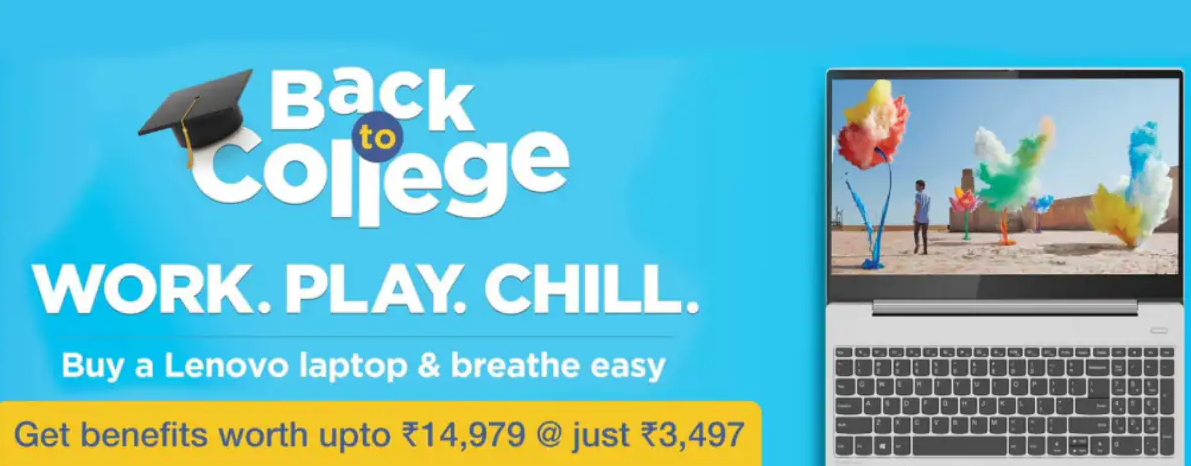 Back
to
College
WORK. PLAY. CHILL.
Buy a Lenovo laptop & breathe easy
Get benefits worth upto ₹14,979 @ just ₹3,497